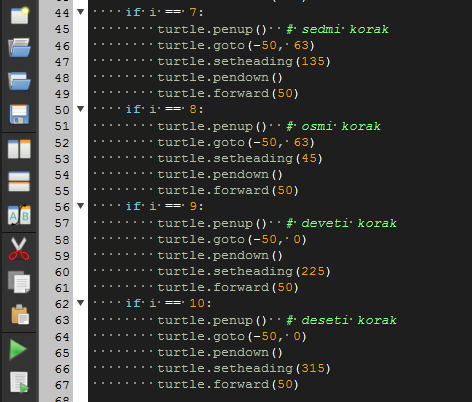 44 if i == 7:
45 turtle.penup() # sedmi korak
46 turtle.goto(-50, 63)
47 turtle.setheading(135)
48 turtle.pendown()
49 turtle.forward(50)
50 if i == 8:
51 turtle.penup() # osmi korak
52 turtle.goto(-50, 63)
53 turtle.setheading(45)
54 turtle.pendown()
55 turtle.forward(50)
56 if i == 9:
57 turtle.penup() # deveti korak
58 turtle.goto(-50, 0)
59 turtle.pendown()
60 turtle.setheading(225)
61 turtle.forward(50)
62 if i == 10:
63 turtle.penup() # deseti korak
64 turtle.goto(-50, 0)
65 turtle.pendown()
66 turtle.setheading(315)
67 turtle.forward(50)
68